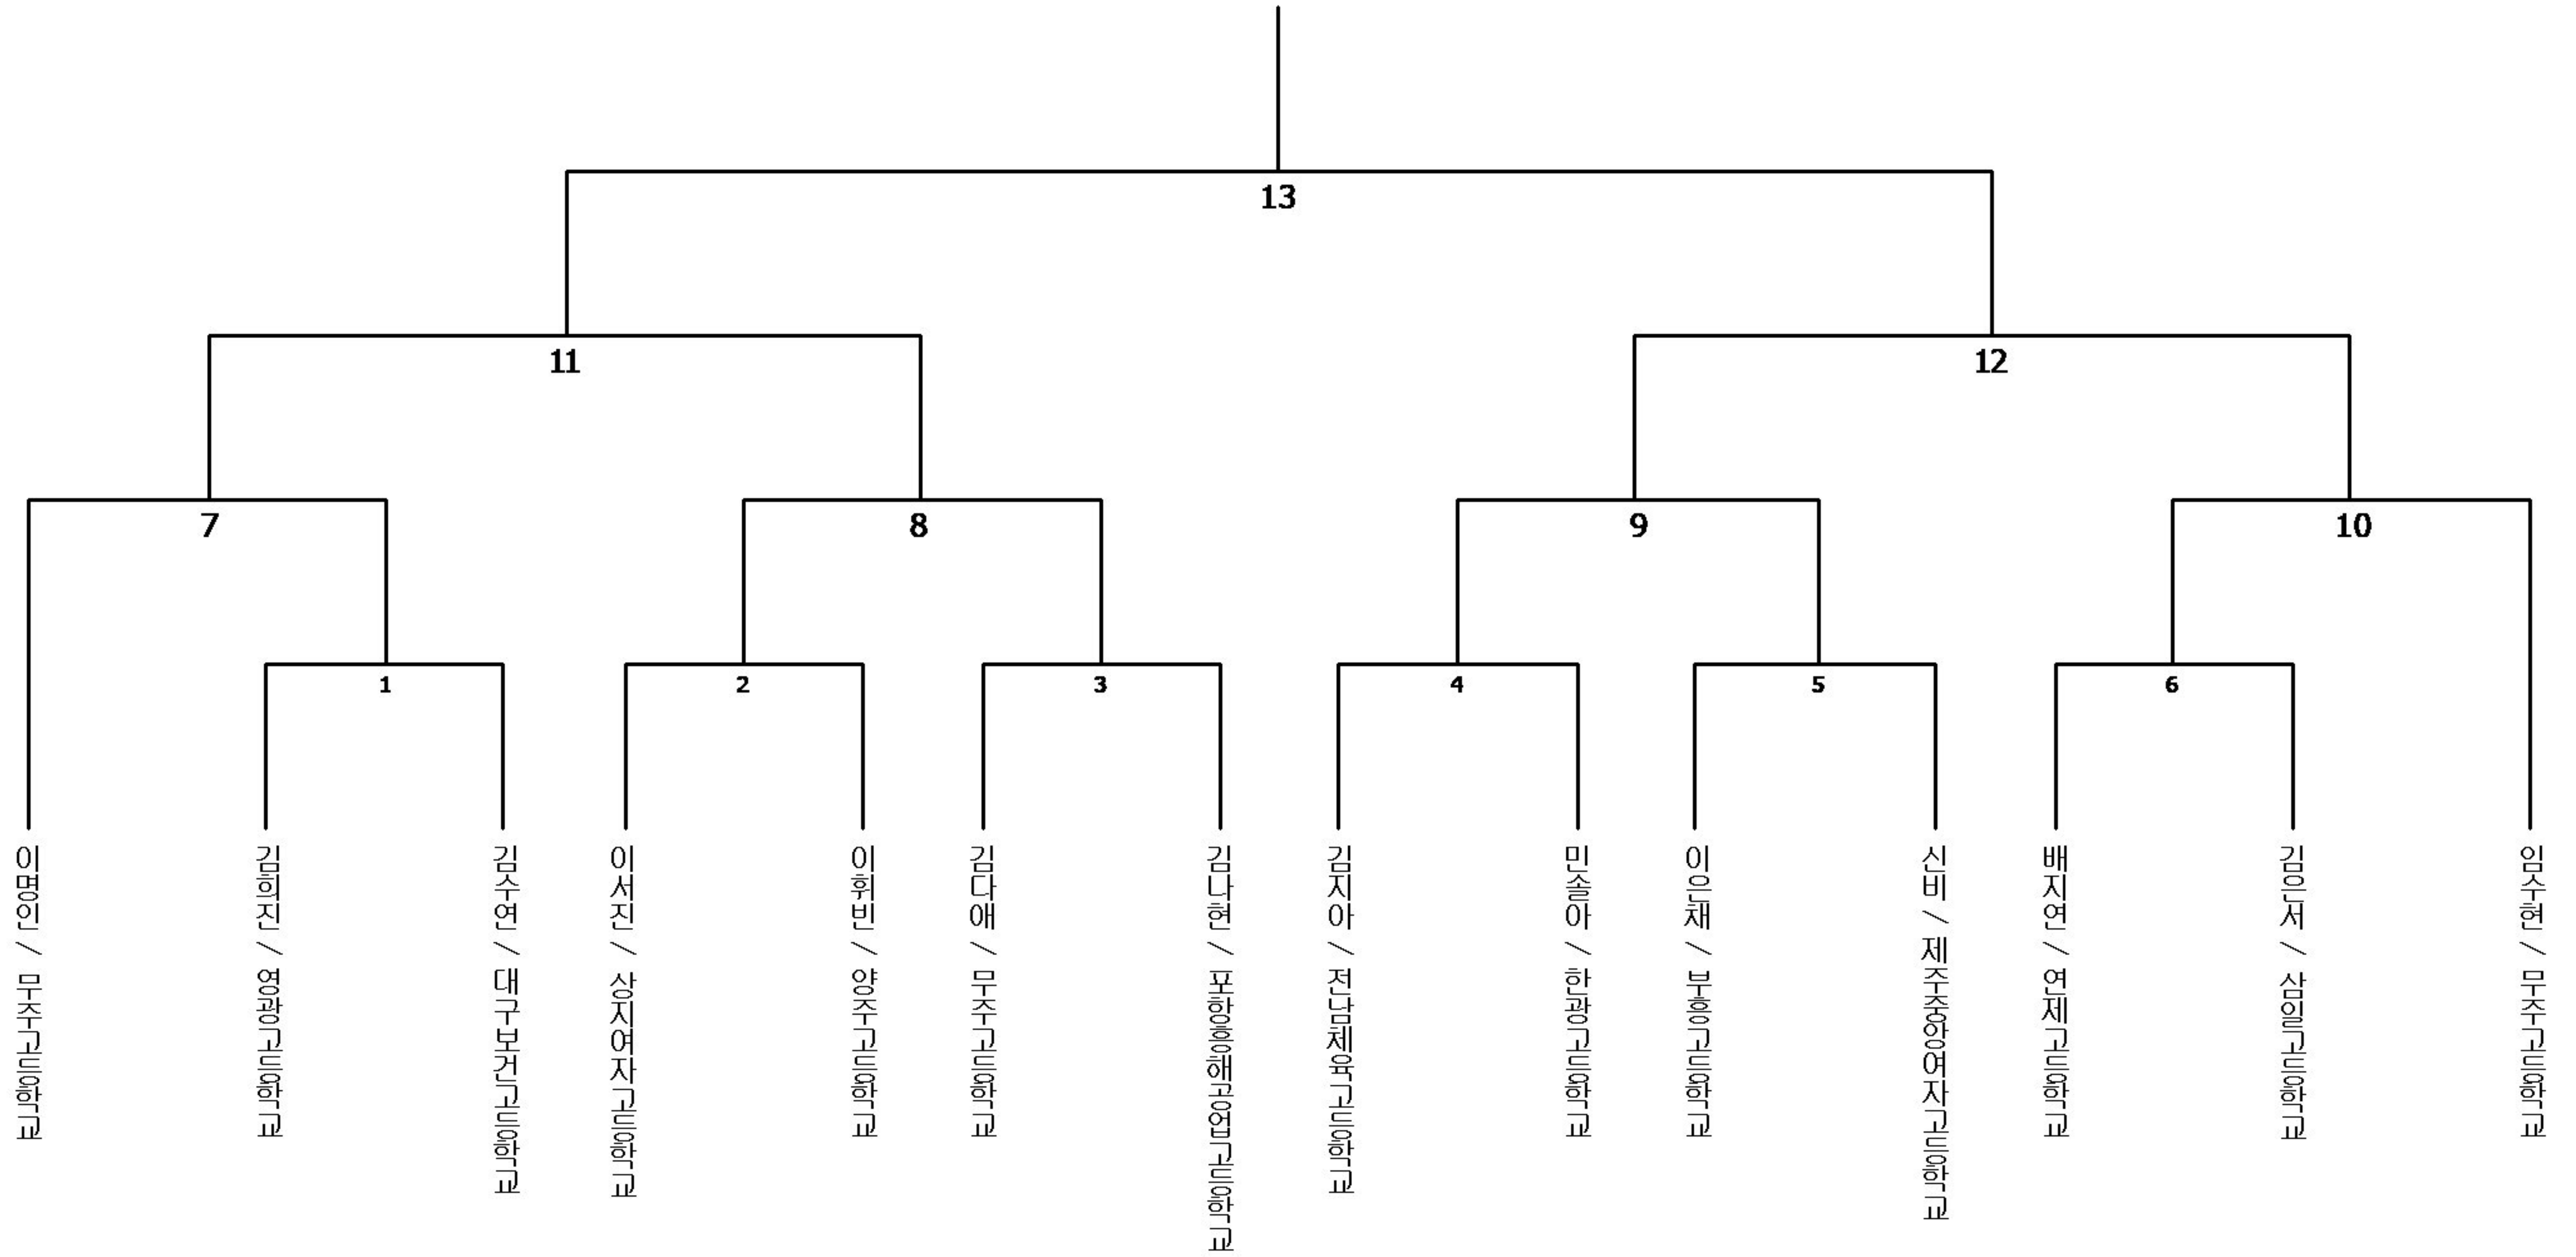 13
11
12
7
8
9
10
1
2
3
4
5
6
이명인 / 무주고등학교
김희진 / 영광고등학교
김수연 / 대구보건고등학교
이서진 / 상지여자고등학교
이휘빈 / 양주고등학교
김다애 / 무주고등학교
김나현 / 포항흥해공업고등학교
김지아 / 전남체육고등학교
민솔아 / 한광고등학교
이은채 / 부흥고등학교
신비 / 제주중앙여자고등학교
배지연 / 연제고등학교
김은서 / 삼일고등학교
임수현 / 무주고등학교